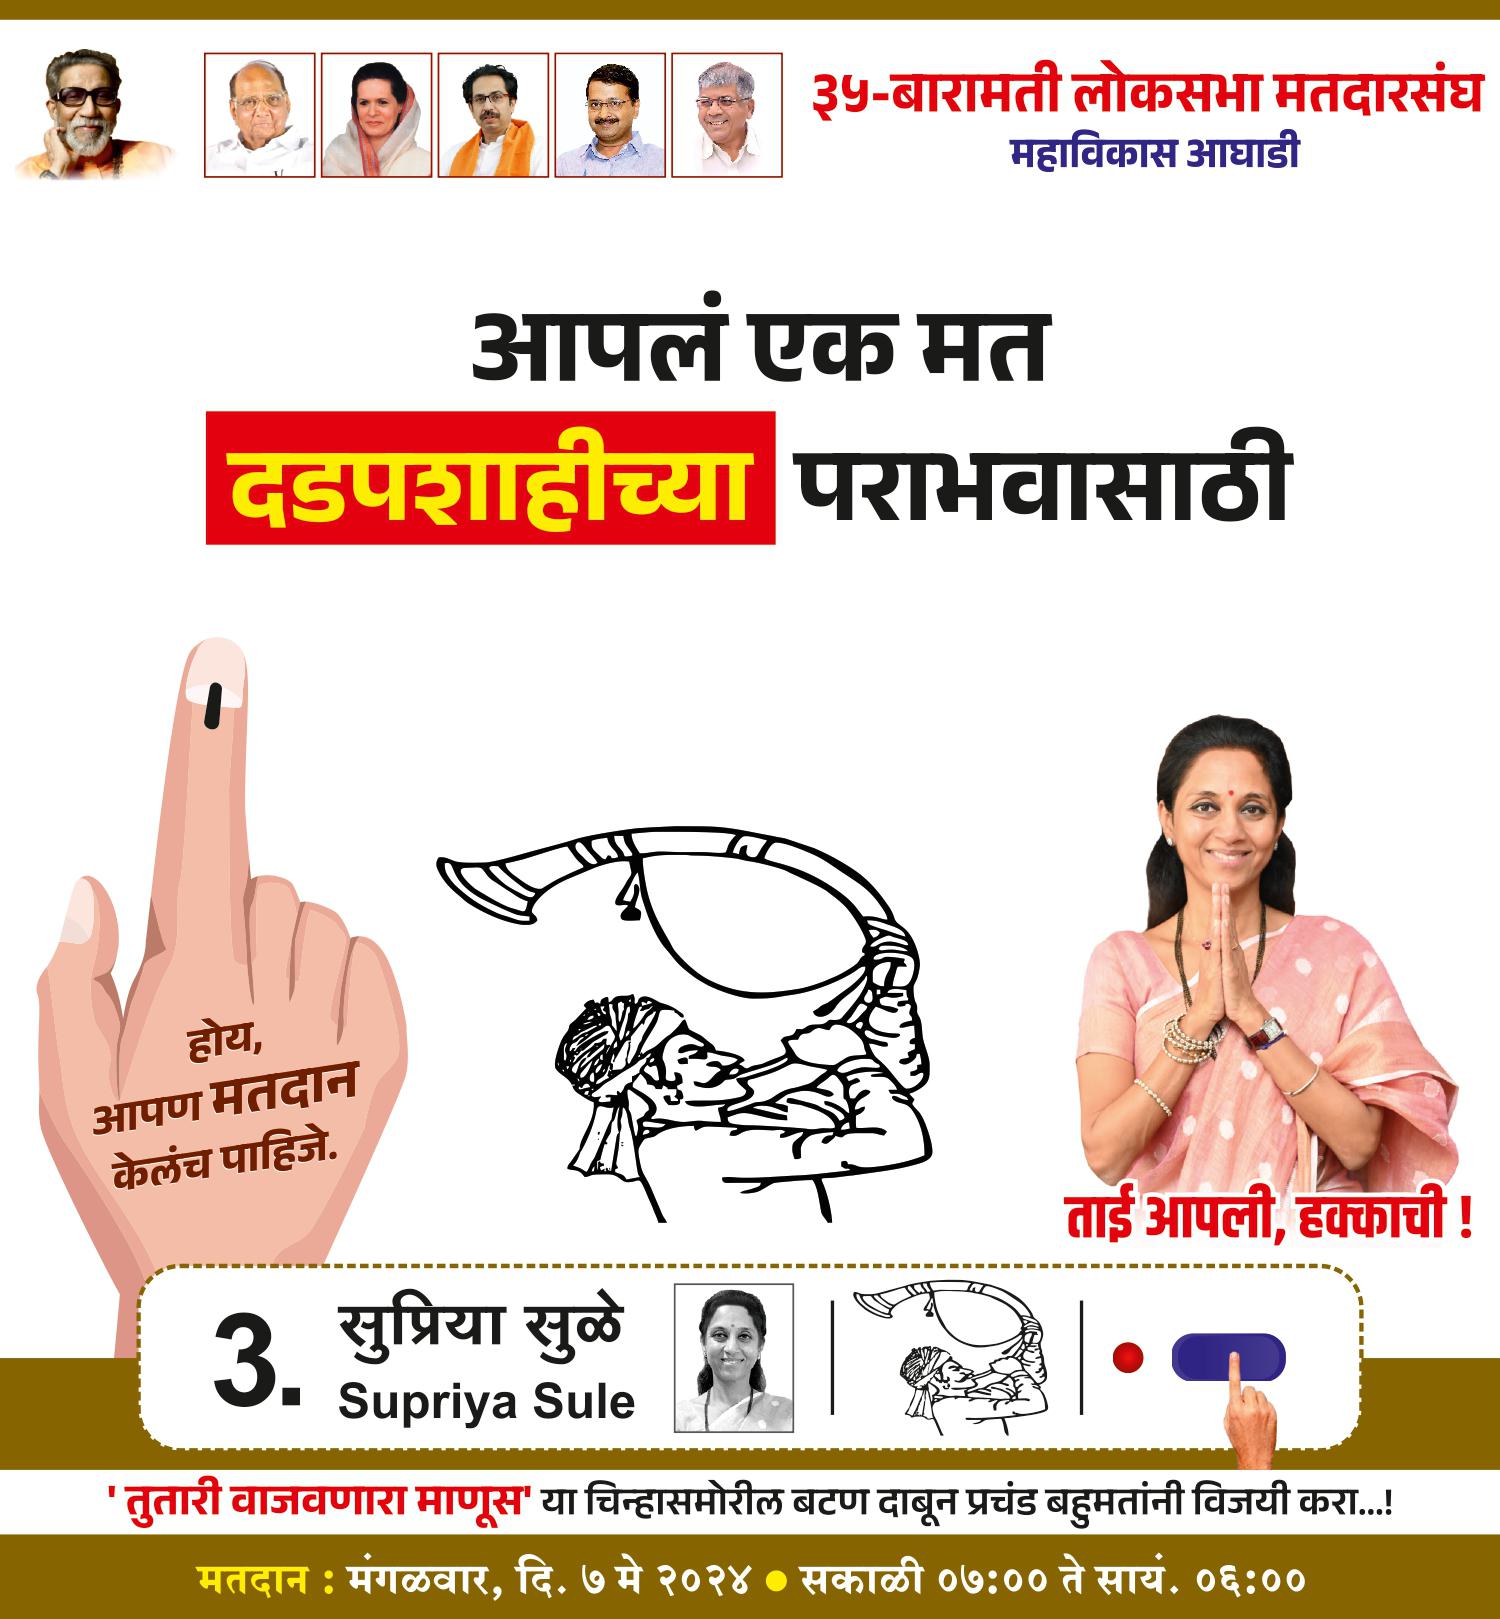 ३५-बारामती लोकसभा मतदारसंघ
महाविकास आघाडी
आपलं एक मत
दडपशाहीच्या पराभवासाठी
होय,
आपण मतदान
केलंच पाहिजे.
ताई आपली, हक्काची !
3. सुप्रिया सुळे
Supriya Sule
' तुतारी वाजवणारा माणूस' या चिन्हासमोरील बटण दाबून प्रचंड बहुमतांनी विजयी करा...!
मतदान : मंगळवार, दि. ७ मे २०२४ ● सकाळी ०७:०० ते सायं. ०६:००